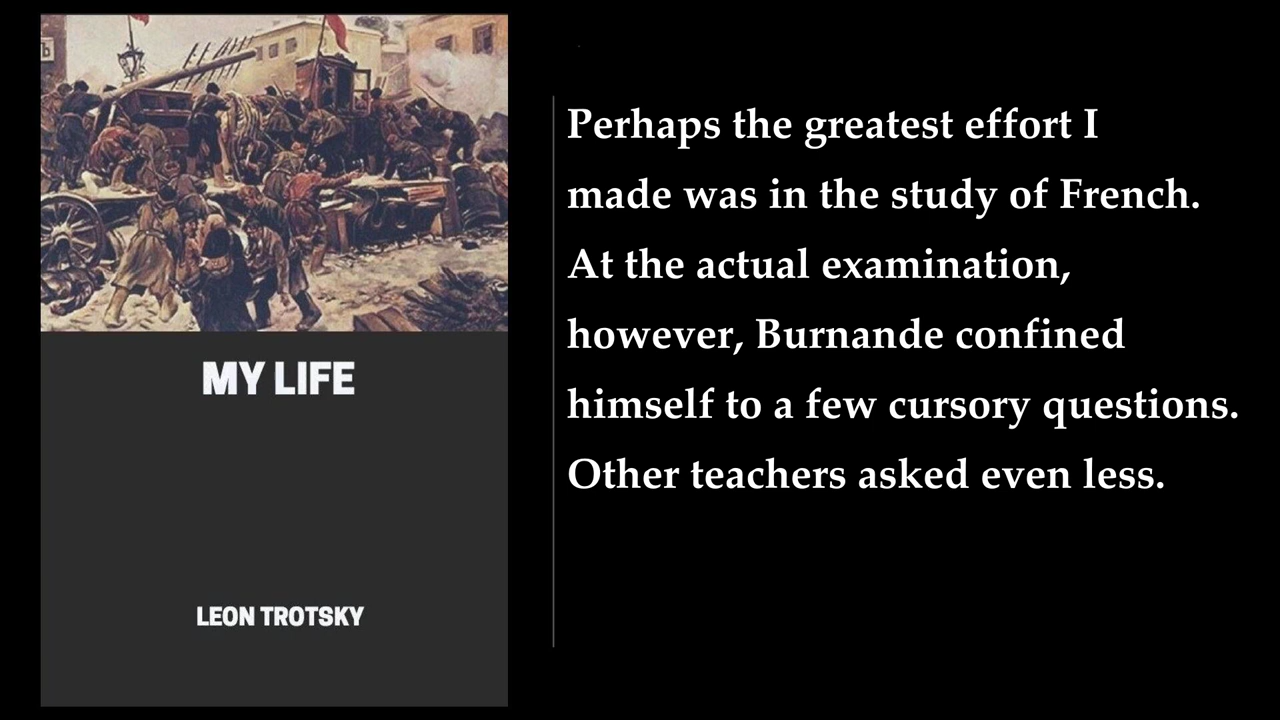 MY LIFE
LEON TROTSKY
Perhaps the greatest effort I
made was in the study of French.
At the actual examination,
however, Burnande confined
himself to a few cursory questions.
Other teachers asked even less.